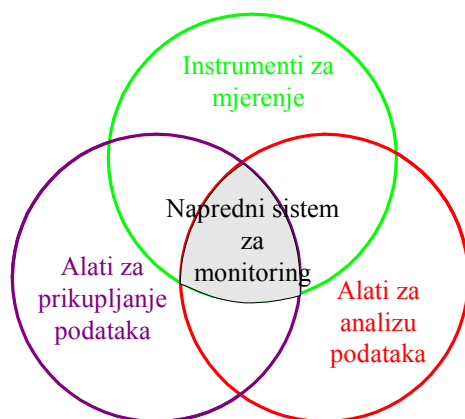 Instrumenti za
mjerenje
Napredni sistem
za
monitoring
Alati za
prikupljanje
podataka
Alati za
analizu
podataka